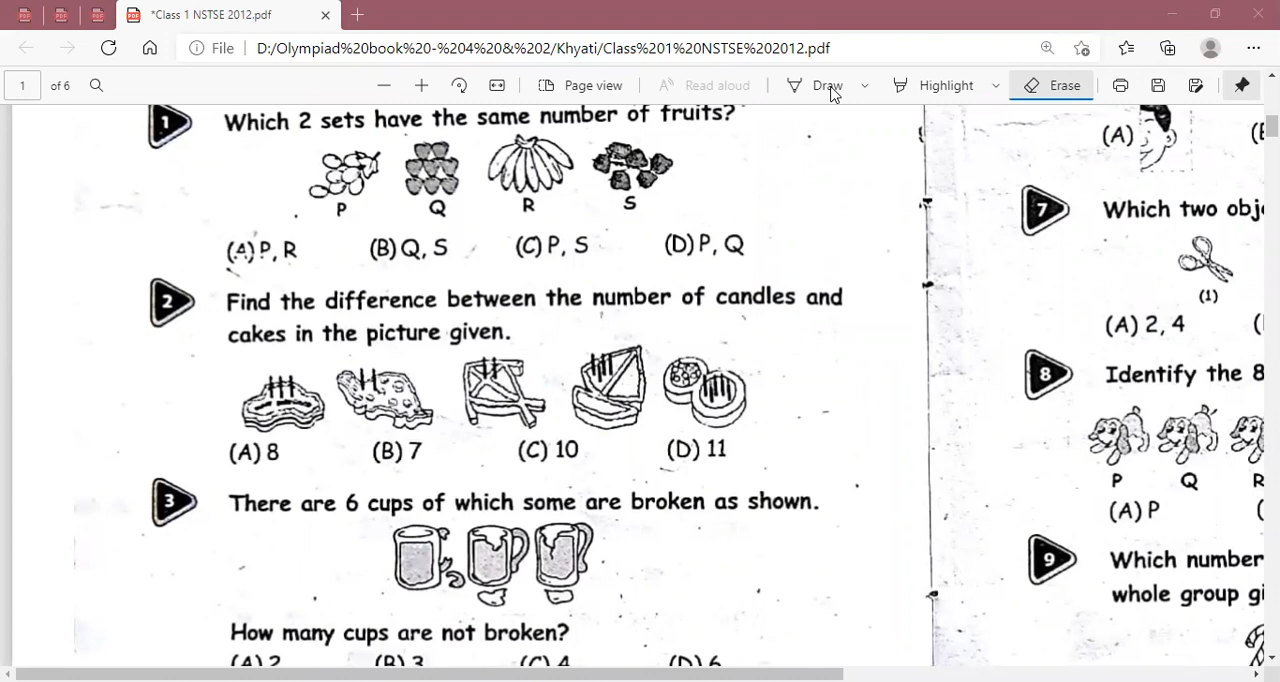 *Class 1 NSTSE 2012.pdf
File D:/Olympiad%20book%20-%204%20&%202/Khyati/Class%201%20NSTSE%202012.pdf
1 of 6 Page view Read aloud Draw Highlight Erase
1 Which 2 sets have the same number of fruits?
P Q R S
(A) P, R (B) Q, S (C) P, S (D) P, Q
2 Find the difference between the number of candles and
cakes in the picture given.
(A) 8 (B) 7 (C) 10 (D) 11
3 There are 6 cups of which some are broken as shown.
How many cups are not broken?
(A) 2 (B) 3 (C) 4 (D) 6
(A)
7 Which two obj
(1)
(A) 2, 4
8 Identify the 8
P Q R
(A) P
9 Which number
whole group gi